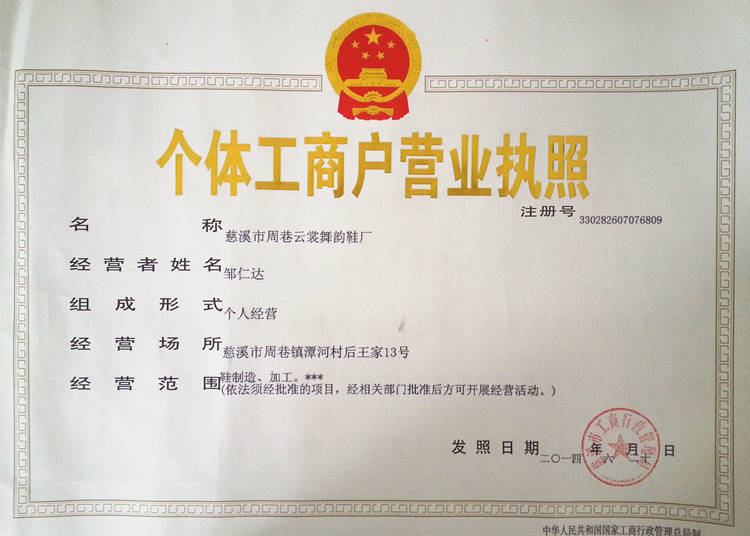 个体工商户营业执照
注册号 330282607076809
名称 慈溪市周巷云裳舞韵鞋厂
经营者姓名 邹仁达
组成形式 个人经营
经营场所 慈溪市周巷镇潭河村后王家13号
经营范围 鞋制造、加工。***
(依法须经批准的项目，经相关部门批准后方可开展经营活动。)
发照日期 二〇一四年六月二十日
中华人民共和国国家工商行政管理总局制